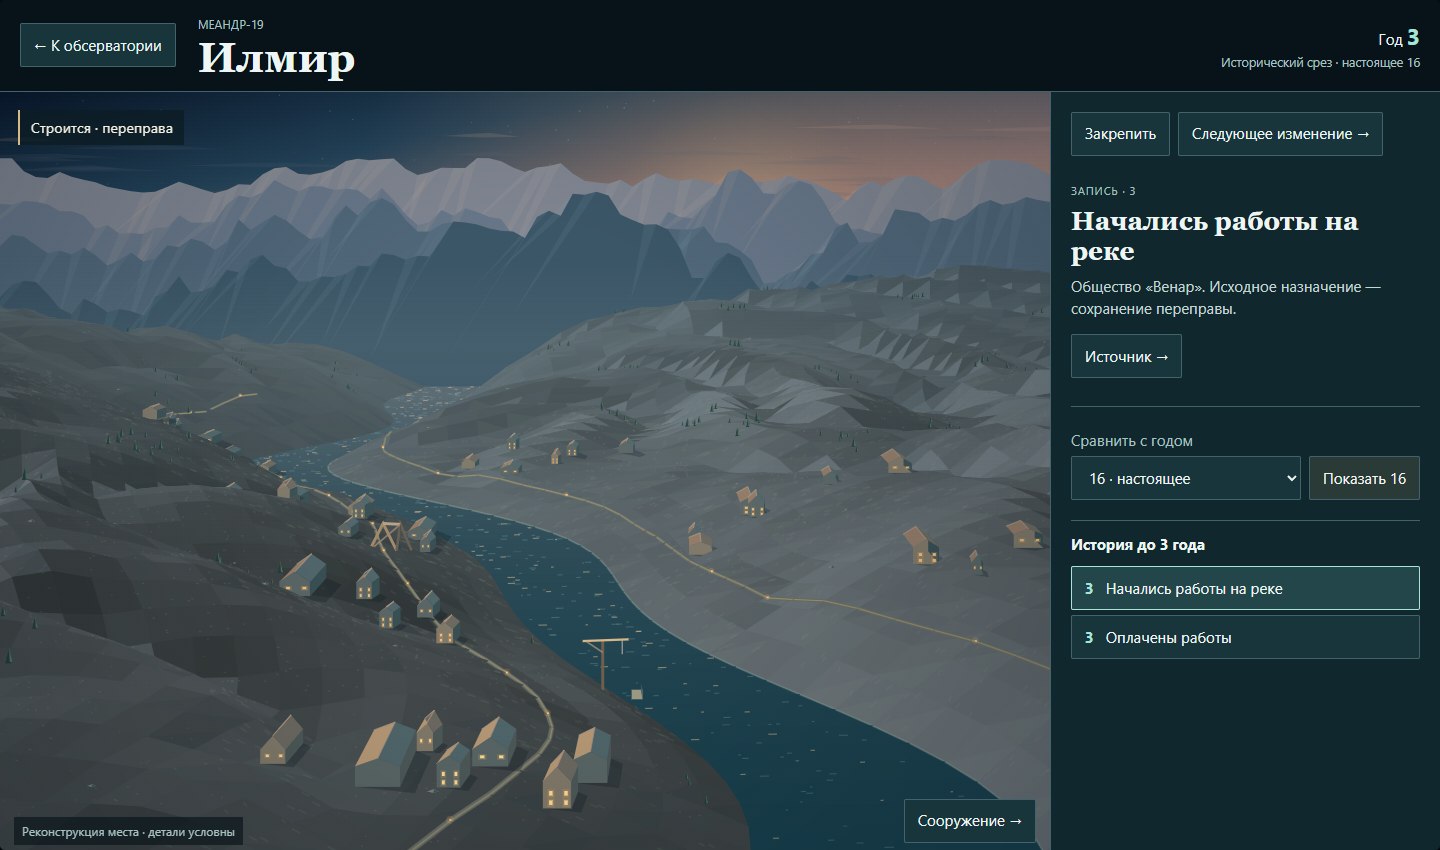 ← К обсерватории
МЕАНДР-19
Илмир
Год 3
Исторический срез · настоящее 16
Строится · переправа
Закрепить
Следующее изменение →
ЗАПИСЬ · 3
Начались работы на
реке
Общество «Венар». Исходное назначение —
сохранение переправы.
Источник →
Сравнить с годом
16 · настоящее
Показать 16
История до 3 года
3 Начались работы на реке
3 Оплачены работы
Сооружение →
Реконструкция места · детали условны